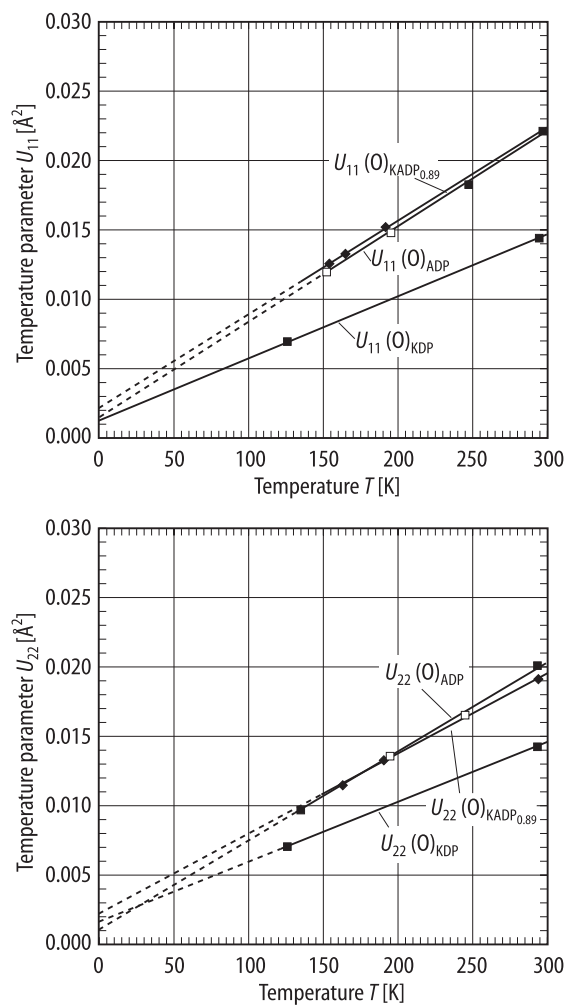 0.030
0.025
0.020
0.015
0.010
0.005
0.000
Temperature parameter U₁₁ [Å²]
U₁₁ (O)KADP₀.₈₉
U₁₁ (O)ADP
U₁₁ (O)KDP
0 50 100 150 200 250 300
Temperature T [K]
0.030
0.025
0.020
0.015
0.010
0.005
0.000
Temperature parameter U₂₂ [Å²]
U₂₂ (O)ADP
U₂₂ (O)KADP₀.₈₉
U₂₂ (O)KDP
0 50 100 150 200 250 300
Temperature T [K]